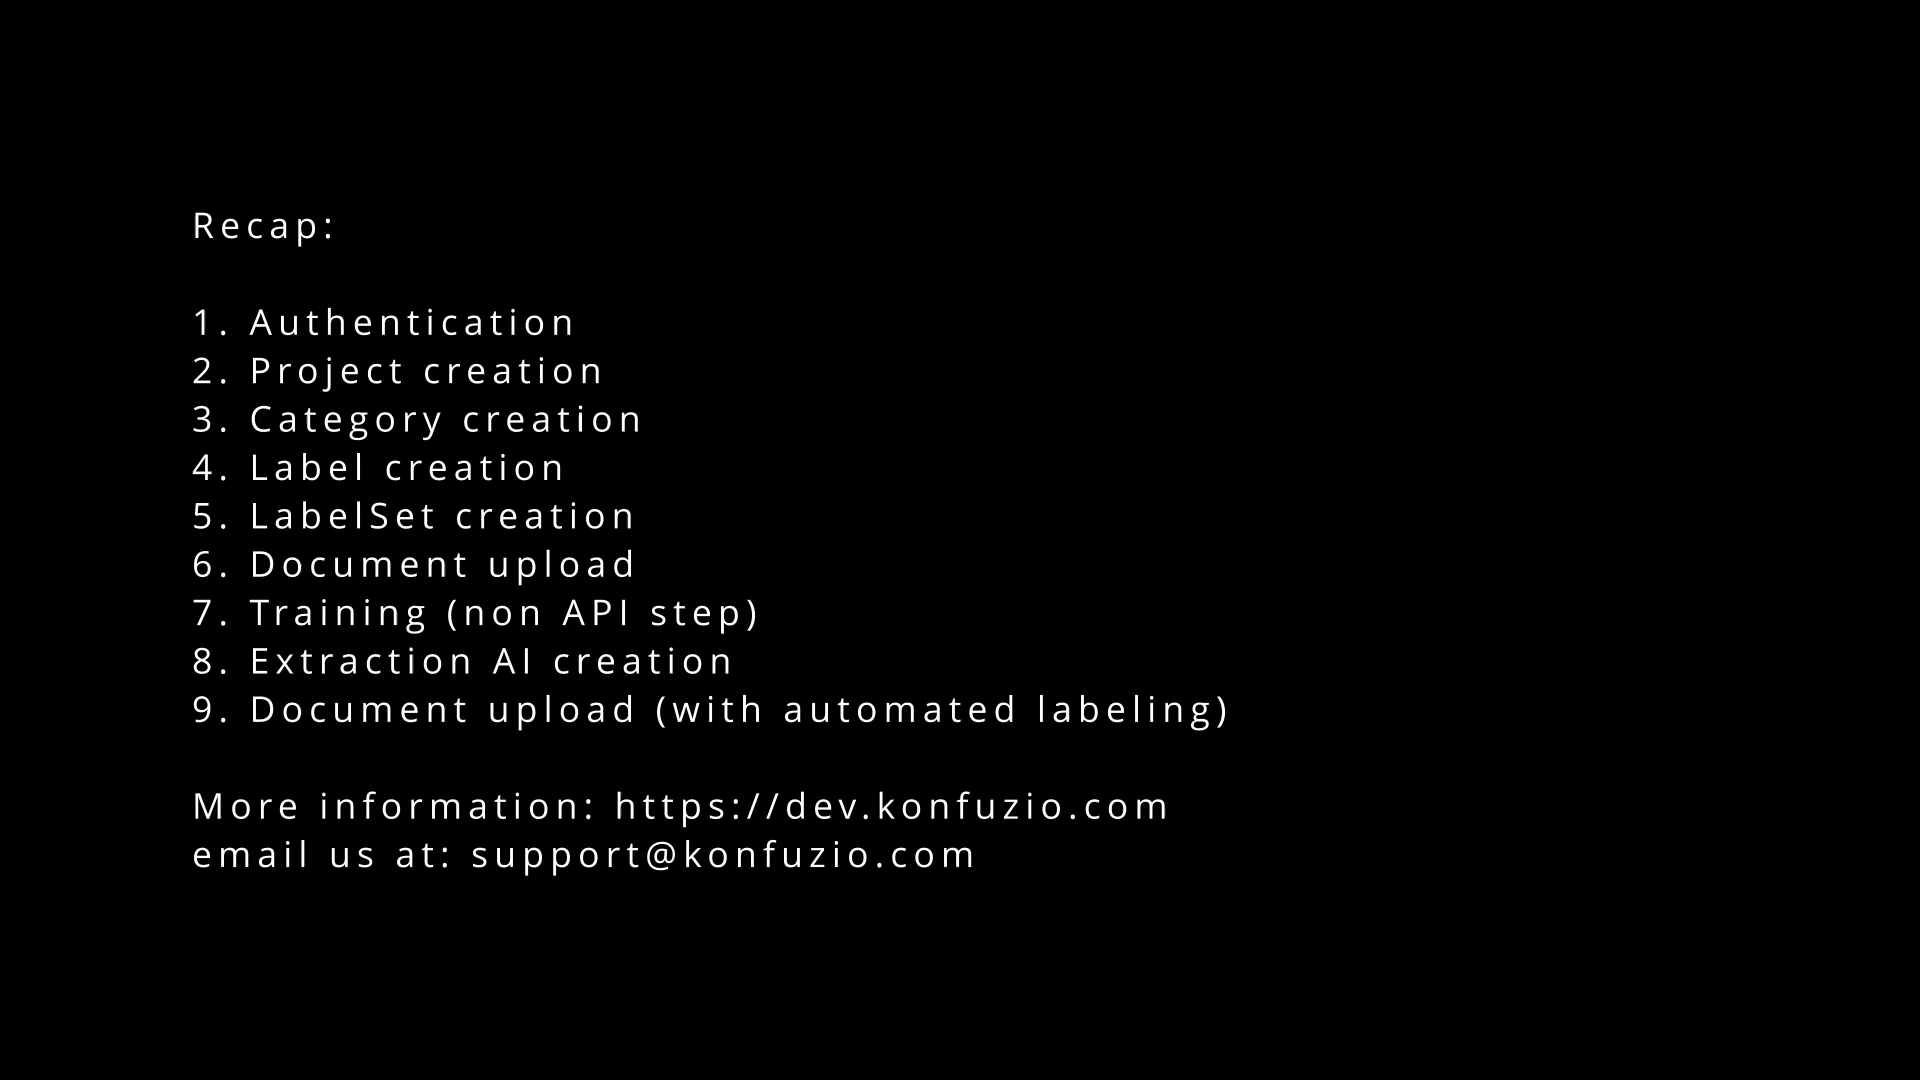 Recap:
1. Authentication
2. Project creation
3. Category creation
4. Label creation
5. LabelSet creation
6. Document upload
7. Training (non API step)
8. Extraction AI creation
9. Document upload (with automated labeling)
More information: https://dev.konfuzio.com
email us at: support@konfuzio.com